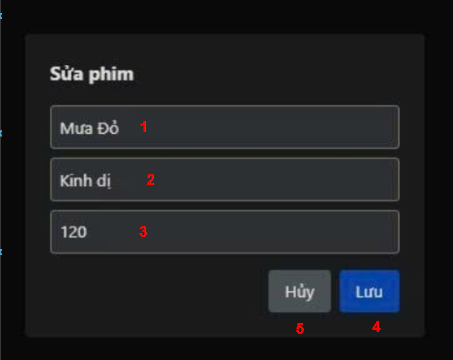 Sửa phim
Mưa Đỏ 1
Kinh dị 2
120 3
Hủy Lưu
5 4